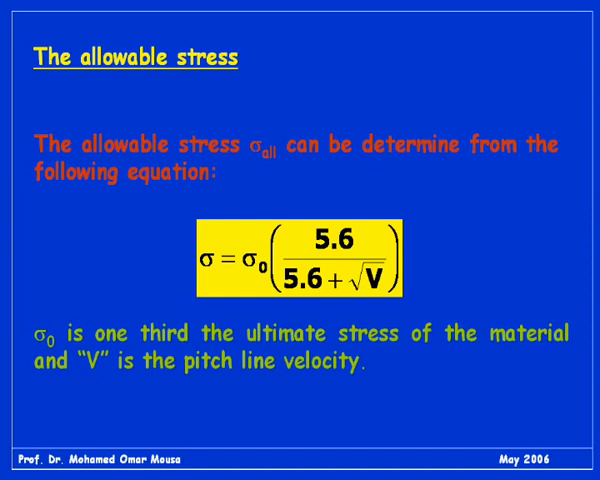 The allowable stress
The allowable stress σall can be determine from the
following equation:
σ = σ0 ( 5.6 / 5.6 + √V )
σ0 is one third the ultimate stress of the material
and “V” is the pitch line velocity.
Prof. Dr. Mohamed Omar Mousa May 2006